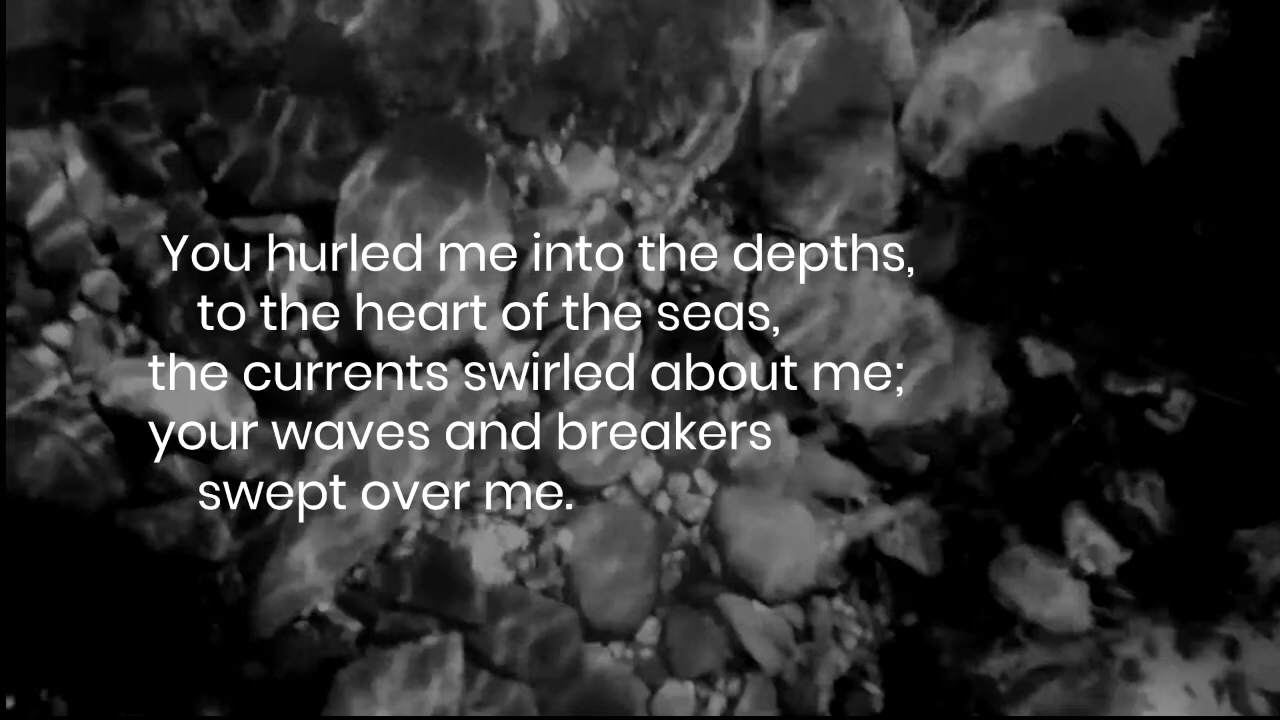 You hurled me into the depths,
to the heart of the seas,
the currents swirled about me;
your waves and breakers
swept over me.